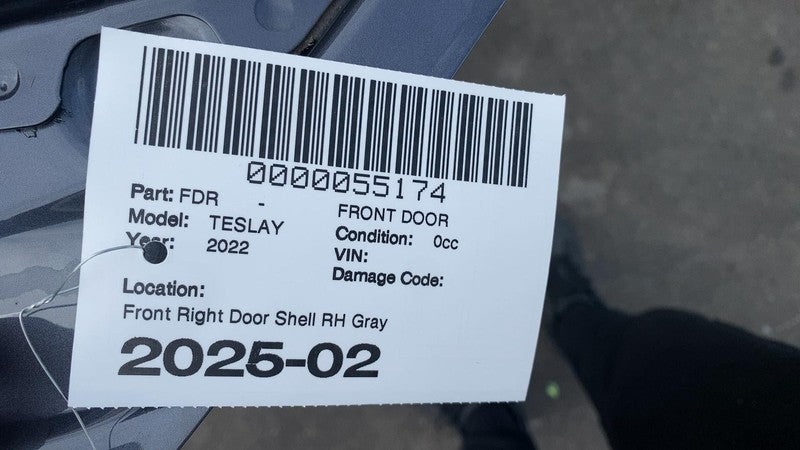 0000055174
Part: FDR - FRONT DOOR
Model: TESLAY Condition: 0cc
Year: 2022 VIN:
Damage Code:
Location:
Front Right Door Shell RH Gray
2025-02